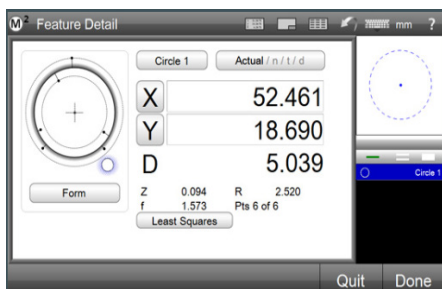 M² Feature Detail mm ?
Circle 1 Actual / n / t / d
X 52.461
Y 18.690
D 5.039
Form
Z 0.094 R 2.520
f 1.573 Pts 6 of 6
Least Squares
Circle 1
Quit Done